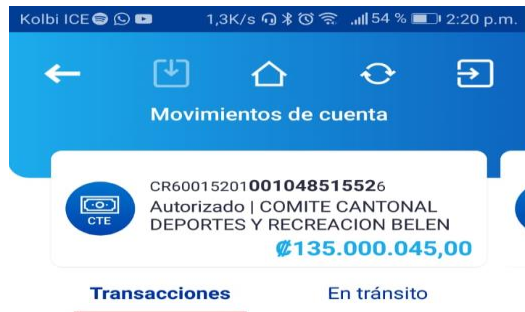 Kolbi ICE 1,3K/s 54 % 2:20 p.m.
Movimientos de cuenta
CR60015201001048515526
CTE
Autorizado | COMITE CANTONAL
DEPORTES Y RECREACION BELEN
₡135.000.045,00
Transacciones En tránsito